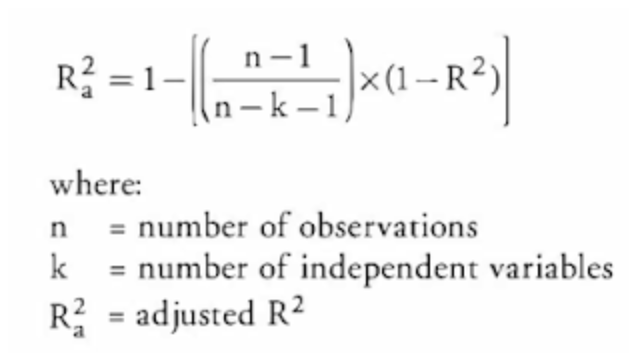 R²ₐ = 1 − [((n − 1)/(n − k − 1)) × (1 − R²)]
where:
n = number of observations
k = number of independent variables
R²ₐ = adjusted R²